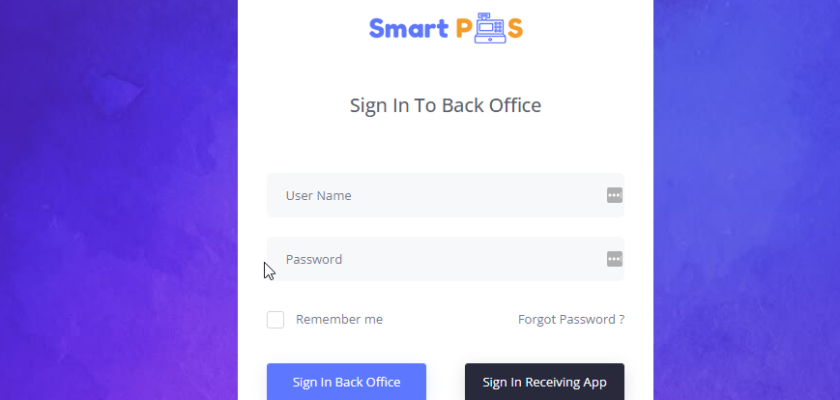 Smart POS
Sign In To Back Office
User Name
Password
Remember me
Forgot Password ?
Sign In Back Office
Sign In Receiving App